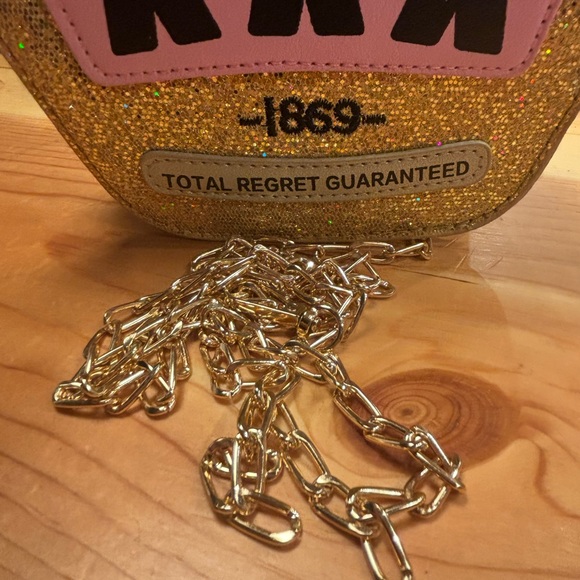 -1869-
TOTAL REGRET GUARANTEED